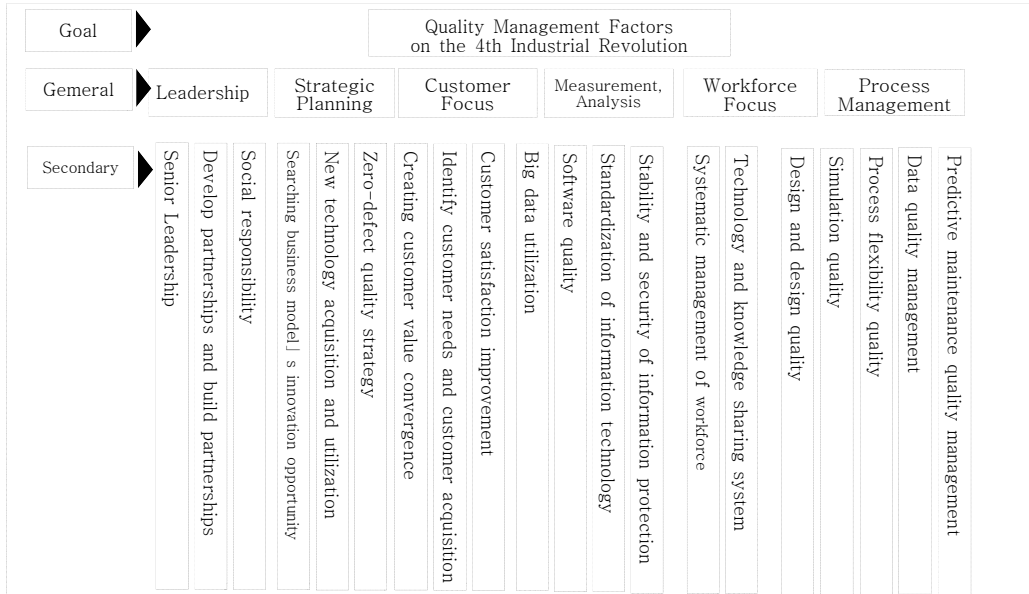 Goal
Quality Management Factors
on the 4th Industrial Revolution
Gemeral
Leadership
Strategic
Planning
Customer
Focus
Measurement,
Analysis
Workforce
Focus
Process
Management
Secondary
Senior Leadership
Develop partnerships and build partnerships
Social responsibility
Searching business model」s innovation opportunity
New technology acquisition and utilization
Zero-defect quality strategy
Creating customer value convergence
Identify customer needs and customer acquisition
Customer satisfaction improvement
Big data utilization
Software quality
Standardization of information technology
Stability and security of information protection
Systematic management of workforce
Technology and knowledge sharing system
Design and design quality
Simulation quality
Process flexibility quality
Data quality management
Predictive maintenance quality management